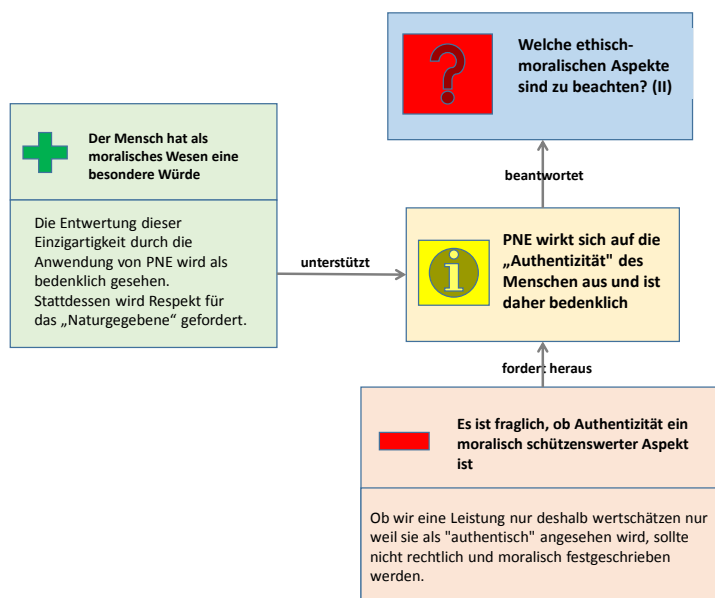 Welche ethisch-
moralischen Aspekte
sind zu beachten? (II)
beantwortet
Der Mensch hat als
moralisches Wesen eine
besondere Würde
Die Entwertung dieser
Einzigartigkeit durch die
Anwendung von PNE wird als
bedenklich gesehen.
Stattdessen wird Respekt für
das „Naturgegebene“ gefordert.
unterstützt
PNE wirkt sich auf die
„Authentizität" des
Menschen aus und ist
daher bedenklich
fordert heraus
Es ist fraglich, ob Authentizität ein
moralisch schützenswerter Aspekt
ist
Ob wir eine Leistung nur deshalb wertschätzen nur
weil sie als "authentisch" angesehen wird, sollte
nicht rechtlich und moralisch festgeschrieben
werden.